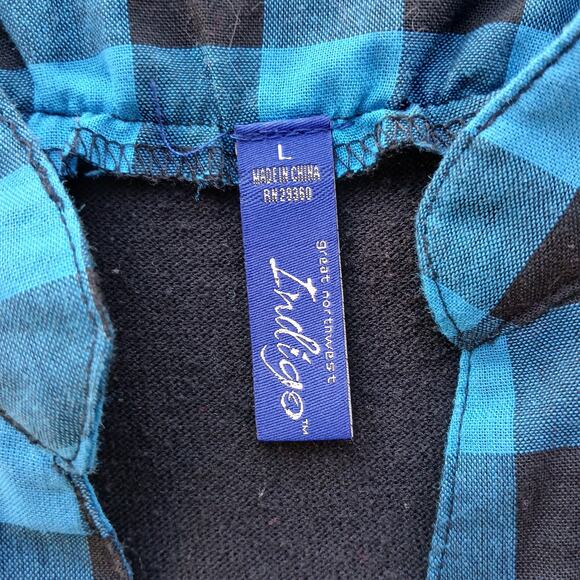 L
MADE IN CHINA
RN 29360
great northwest
Indigo
TM